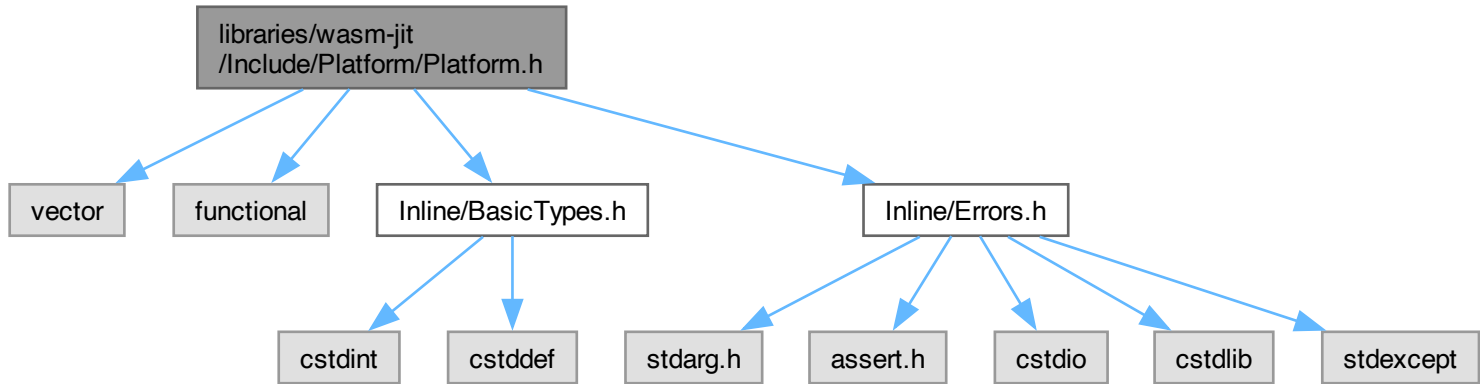 libraries/wasm-jit
/Include/Platform/Platform.h
vector
functional
Inline/BasicTypes.h
Inline/Errors.h
cstdint
cstddef
stdarg.h
assert.h
cstdio
cstdlib
stdexcept